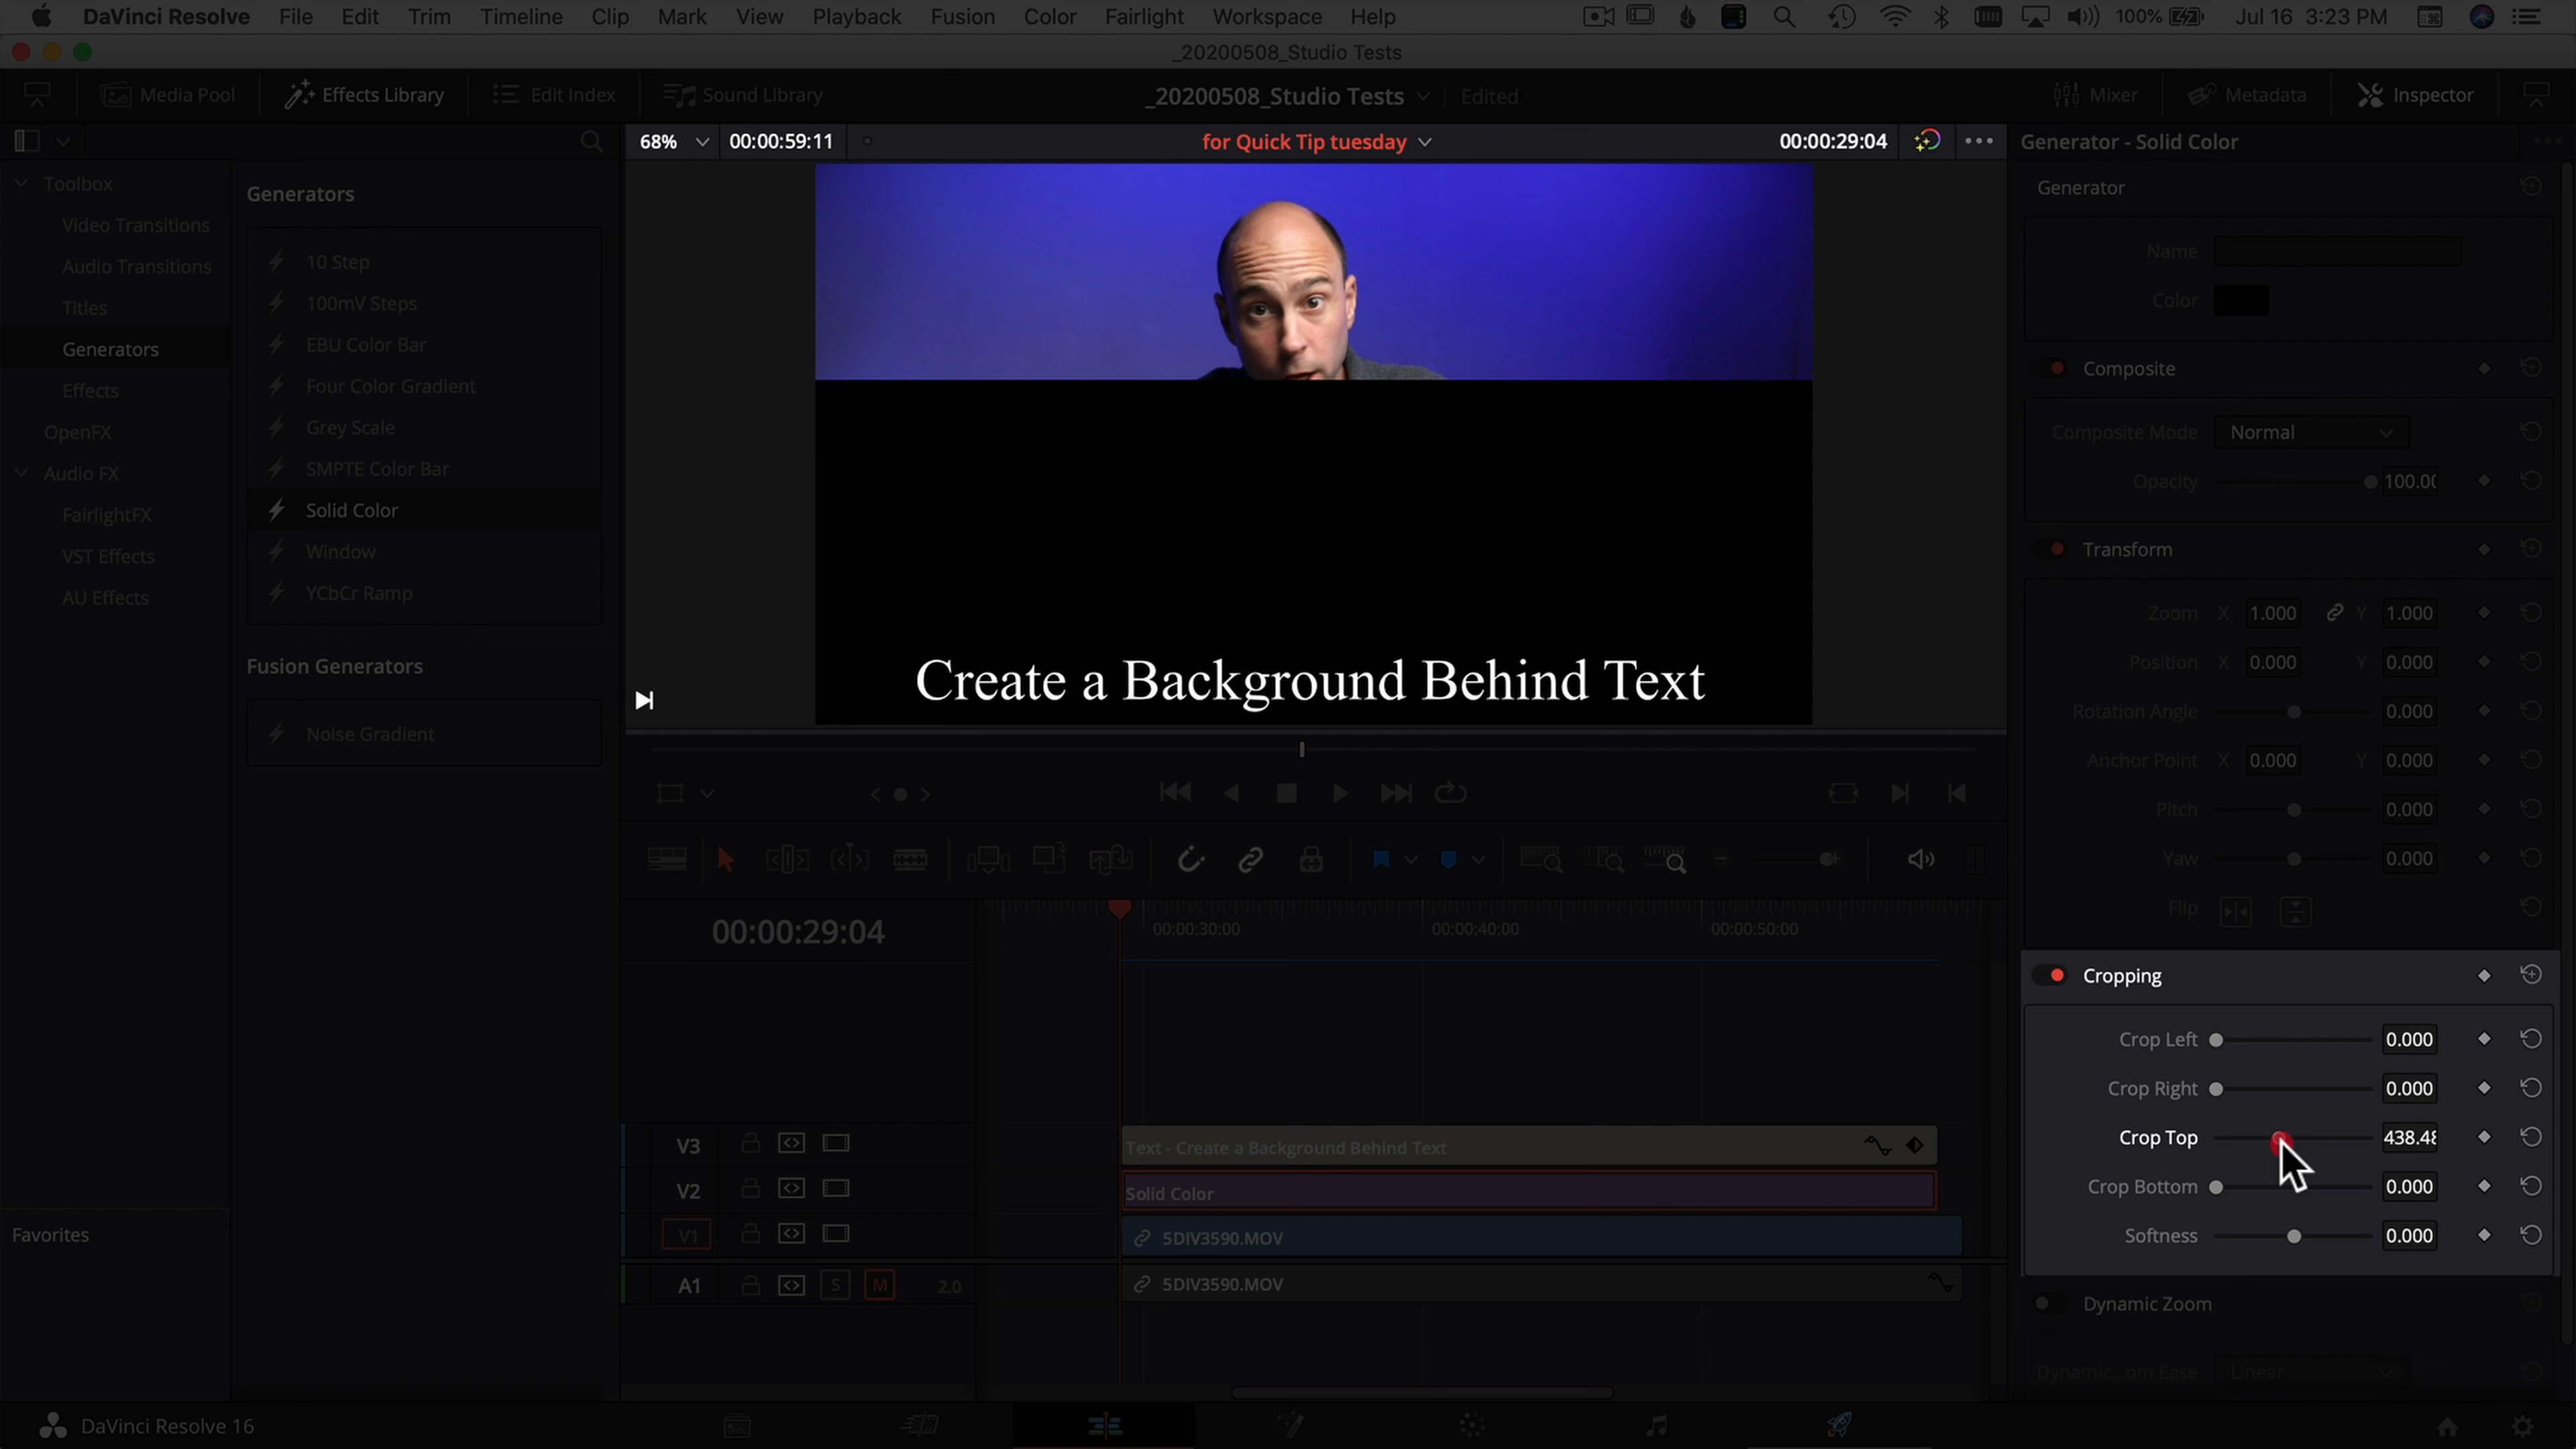 DaVinci Resolve File Edit Trim Timeline Clip Mark View Playback Fusion Color Fairlight Workspace Help 100% Jul 16 3:23 PM
_20200508_Studio Tests
Media Pool Effects Library Edit Index Sound Library _20200508_Studio Tests Edited Mixer Metadata Inspector
68% 00:00:59:11 for Quick Tip tuesday 00:00:29:04 Generator - Solid Color
Toolbox
Video Transitions
Audio Transitions
Titles
Generators
Effects
OpenFX
Audio FX
FairlightFX
VST Effects
AU Effects
Favorites
Generators
10 Step
100mV Steps
EBU Color Bar
Four Color Gradient
Grey Scale
SMPTE Color Bar
Solid Color
Window
YCbCr Ramp
Fusion Generators
Noise Gradient
Create a Background Behind Text
00:00:29:04 00:00:30:00 00:00:40:00 00:00:50:00
V3 Text - Create a Background Behind Text
V2 Solid Color
V1 5DIV3590.MOV
A1 S M 2.0 5DIV3590.MOV
Generator
Name
Color
Composite
Composite Mode Normal
Opacity 100.00
Transform
Zoom X 1.000 Y 1.000
Position X 0.000 Y 0.000
Rotation Angle 0.000
Anchor Point X 0.000 Y 0.000
Pitch 0.000
Yaw 0.000
Flip
Cropping
Crop Left 0.000
Crop Right 0.000
Crop Top 438.48
Crop Bottom 0.000
Softness 0.000
Dynamic Zoom
Dynamic...om Ease Linear
DaVinci Resolve 16